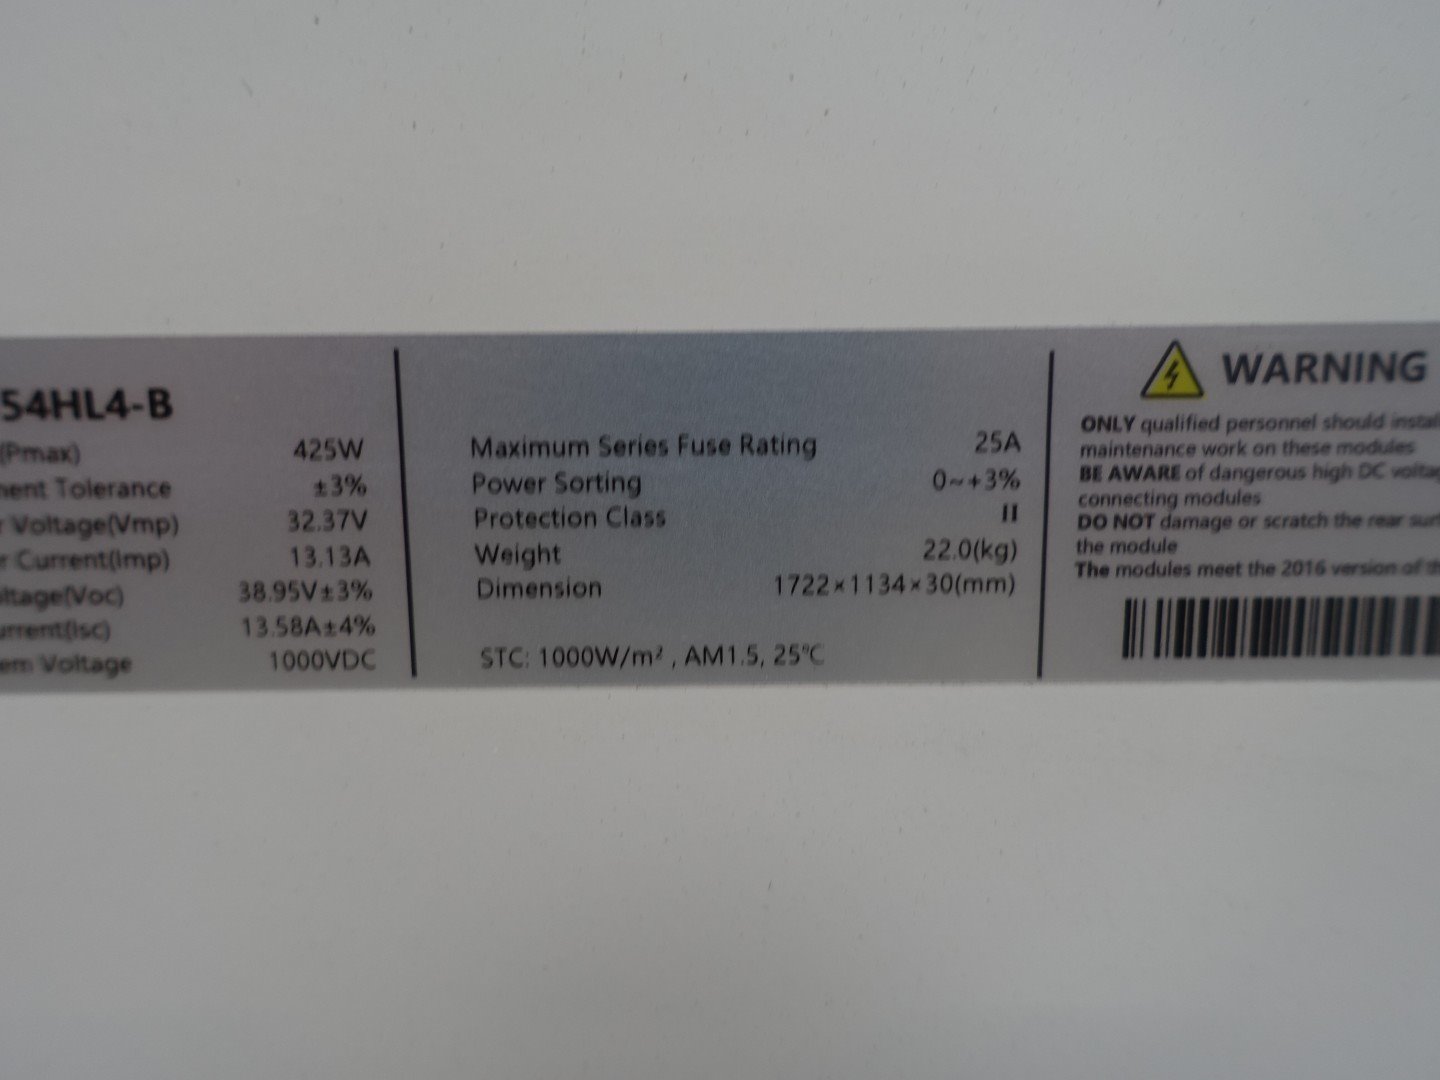 54HL4-B
(Pmax) 425W
Tolerance ±3%
Voltage(Vmp) 32.37V
Current(Imp) 13.13A
(Voc) 38.95V±3%
(Isc) 13.58A±4%
Voltage 1000VDC
Maximum Series Fuse Rating 25A
Power Sorting 0~+3%
Protection Class II
Weight 22.0(kg)
Dimension 1722×1134×30(mm)
STC: 1000W/m² , AM1.5, 25℃
WARNING
ONLY qualified personnel should install
maintenance work on these modules
BE AWARE of dangerous high DC
connecting modules
DO NOT damage or scratch the rear
the module
The modules meet the 2016 version of